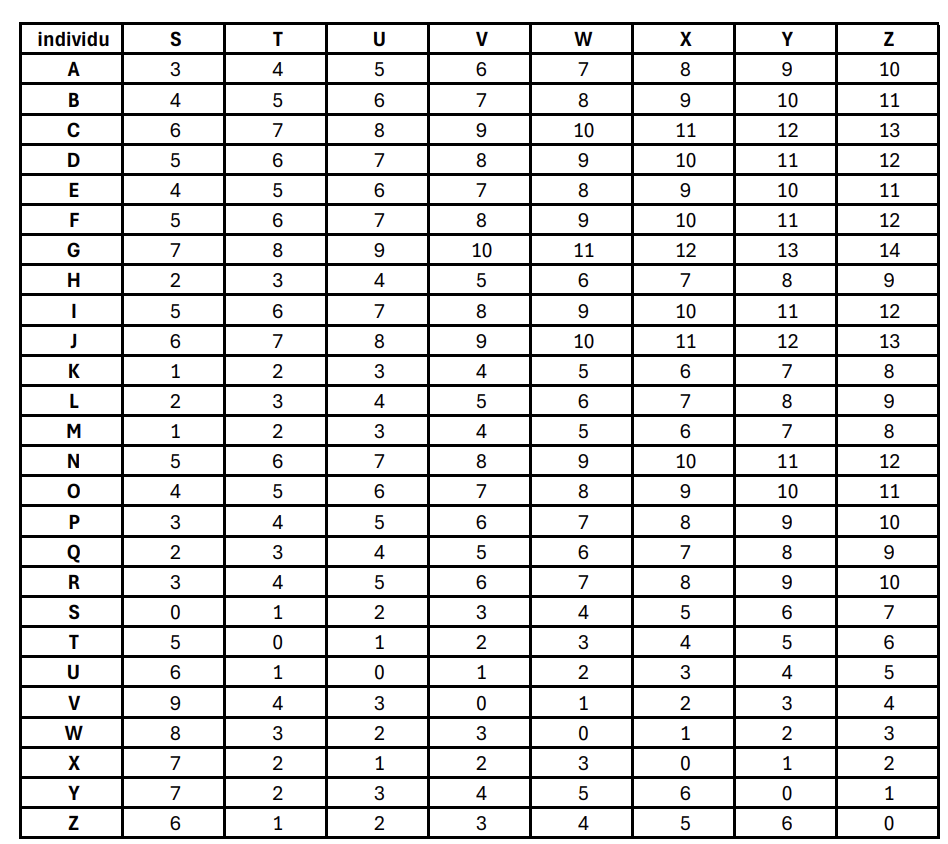 individu S T U V W X Y Z
A 3 4 5 6 7 8 9 10
B 4 5 6 7 8 9 10 11
C 6 7 8 9 10 11 12 13
D 5 6 7 8 9 10 11 12
E 4 5 6 7 8 9 10 11
F 5 6 7 8 9 10 11 12
G 7 8 9 10 11 12 13 14
H 2 3 4 5 6 7 8 9
I 5 6 7 8 9 10 11 12
J 6 7 8 9 10 11 12 13
K 1 2 3 4 5 6 7 8
L 2 3 4 5 6 7 8 9
M 1 2 3 4 5 6 7 8
N 5 6 7 8 9 10 11 12
O 4 5 6 7 8 9 10 11
P 3 4 5 6 7 8 9 10
Q 2 3 4 5 6 7 8 9
R 3 4 5 6 7 8 9 10
S 0 1 2 3 4 5 6 7
T 5 0 1 2 3 4 5 6
U 6 1 0 1 2 3 4 5
V 9 4 3 0 1 2 3 4
W 8 3 2 3 0 1 2 3
X 7 2 1 2 3 0 1 2
Y 7 2 3 4 5 6 0 1
Z 6 1 2 3 4 5 6 0